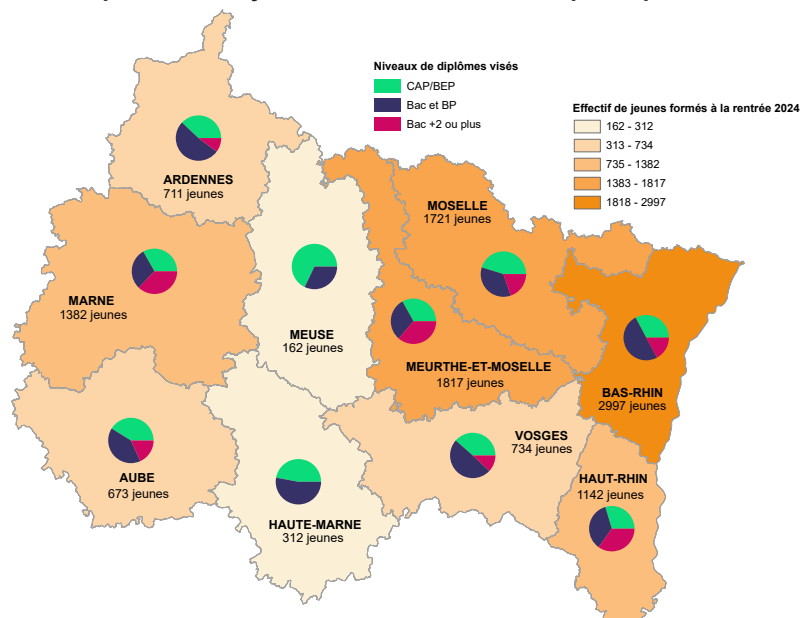 Niveaux de diplômes visés
CAP/BEP
Bac et BP
Bac +2 ou plus
Effectif de jeunes formés à la rentrée 2024
162 - 312
313 - 734
735 - 1382
1383 - 1817
1818 - 2997
ARDENNES
711 jeunes
MOSELLE
1721 jeunes
MARNE
1382 jeunes
MEUSE
162 jeunes
MEURTHE-ET-MOSELLE
1817 jeunes
BAS-RHIN
2997 jeunes
AUBE
673 jeunes
VOSGES
734 jeunes
HAUT-RHIN
1142 jeunes
HAUTE-MARNE
312 jeunes